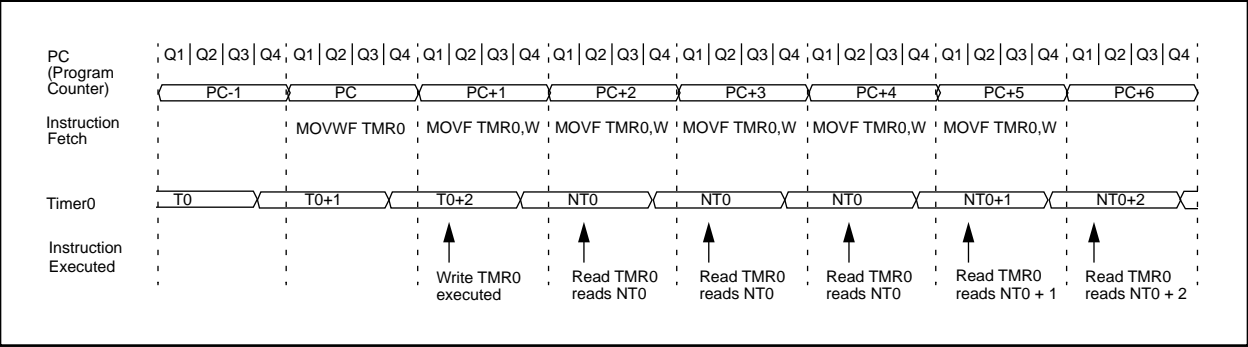 PC
(Program
Counter)
Q1 Q2 Q3 Q4 Q1 Q2 Q3 Q4 Q1 Q2 Q3 Q4 Q1 Q2 Q3 Q4 Q1 Q2 Q3 Q4 Q1 Q2 Q3 Q4 Q1 Q2 Q3 Q4 Q1 Q2 Q3 Q4
PC-1 PC PC+1 PC+2 PC+3 PC+4 PC+5 PC+6
Instruction
Fetch
MOVWF TMR0 MOVF TMR0,W MOVF TMR0,W MOVF TMR0,W MOVF TMR0,W MOVF TMR0,W
Timer0
T0 T0+1 T0+2 NT0 NT0 NT0 NT0+1 NT0+2
Instruction
Executed
Write TMR0
executed
Read TMR0
reads NT0
Read TMR0
reads NT0
Read TMR0
reads NT0
Read TMR0
reads NT0 + 1
Read TMR0
reads NT0 + 2